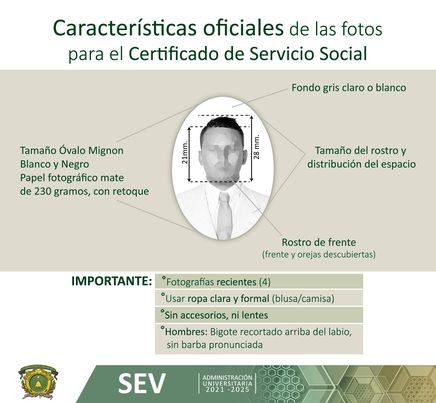 Características oficiales de las fotos
para el Certificado de Servicio Social
Fondo gris claro o blanco
21mm.
28 mm.
Tamaño Óvalo Mignon
Blanco y Negro
Papel fotográfico mate
de 230 gramos, con retoque
Tamaño del rostro y
distribución del espacio
Rostro de frente
(frente y orejas descubiertas)
IMPORTANTE:
°Fotografías recientes (4)
°Usar ropa clara y formal (blusa/camisa)
°Sin accesorios, ni lentes
°Hombres: Bigote recortado arriba del labio,
sin barba pronunciada
SEV
ADMINISTRACIÓN
UNIVERSITARIA
2021 -2025